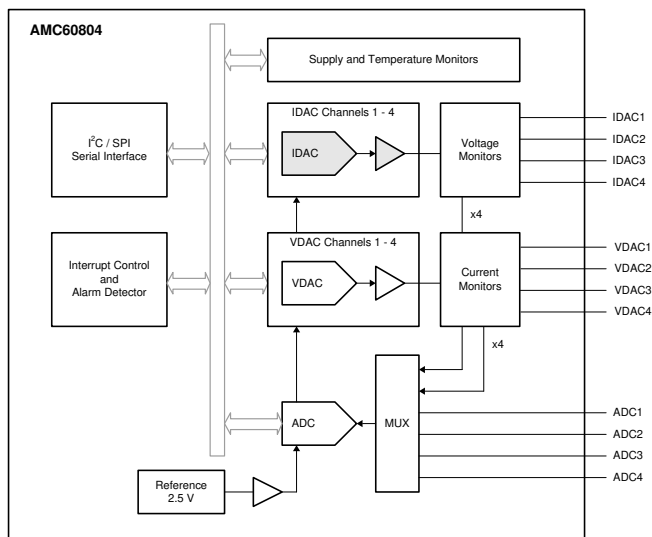 AMC60804
Supply and Temperature Monitors
I²C / SPI
Serial Interface
IDAC Channels 1 - 4
IDAC
Voltage
Monitors
IDAC1
IDAC2
IDAC3
IDAC4
x4
Interrupt Control
and
Alarm Detector
VDAC Channels 1 - 4
VDAC
Current
Monitors
VDAC1
VDAC2
VDAC3
VDAC4
x4
ADC
MUX
ADC1
ADC2
ADC3
ADC4
Reference
2.5 V